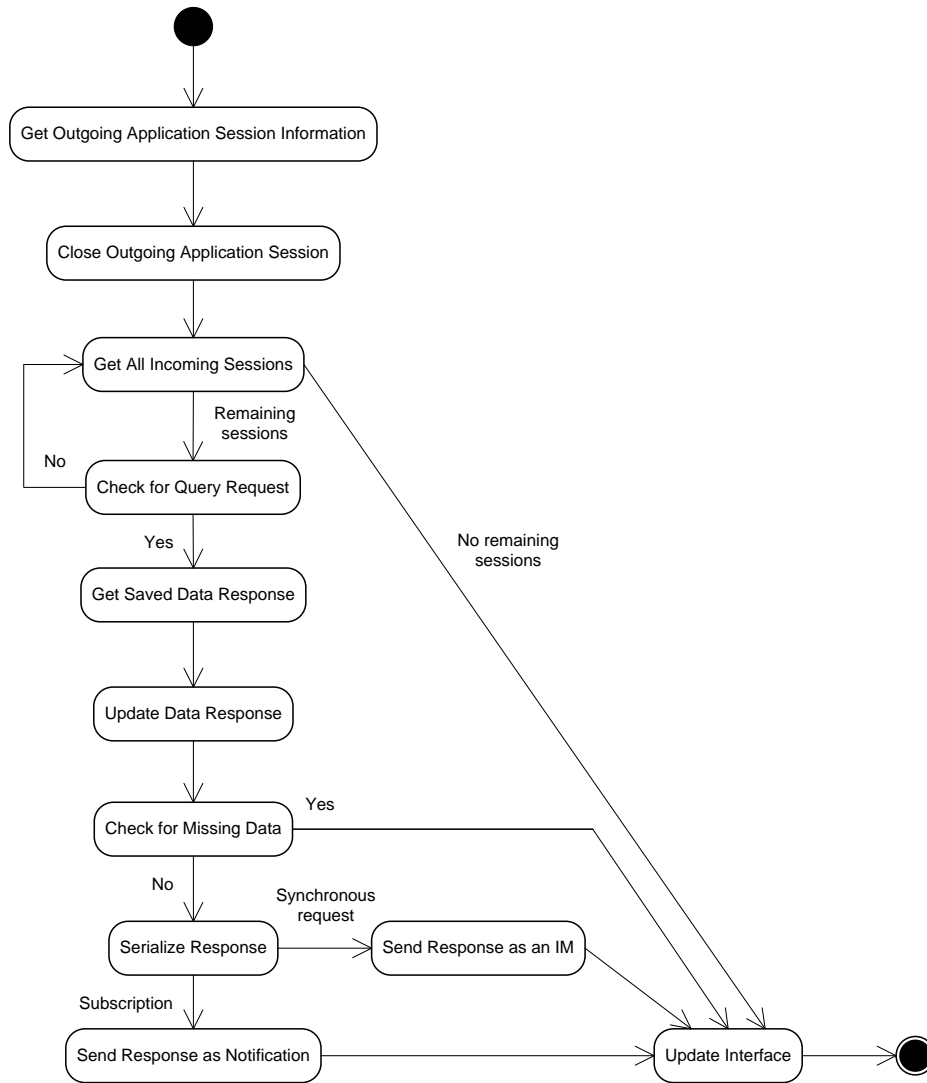 Get Outgoing Application Session Information
Close Outgoing Application Session
Get All Incoming Sessions
Remaining
sessions
No
Check for Query Request
No remaining
sessions
Yes
Get Saved Data Response
Update Data Response
Yes
Check for Missing Data
No
Synchronous
request
Serialize Response
Send Response as an IM
Subscription
Send Response as Notification
Update Interface